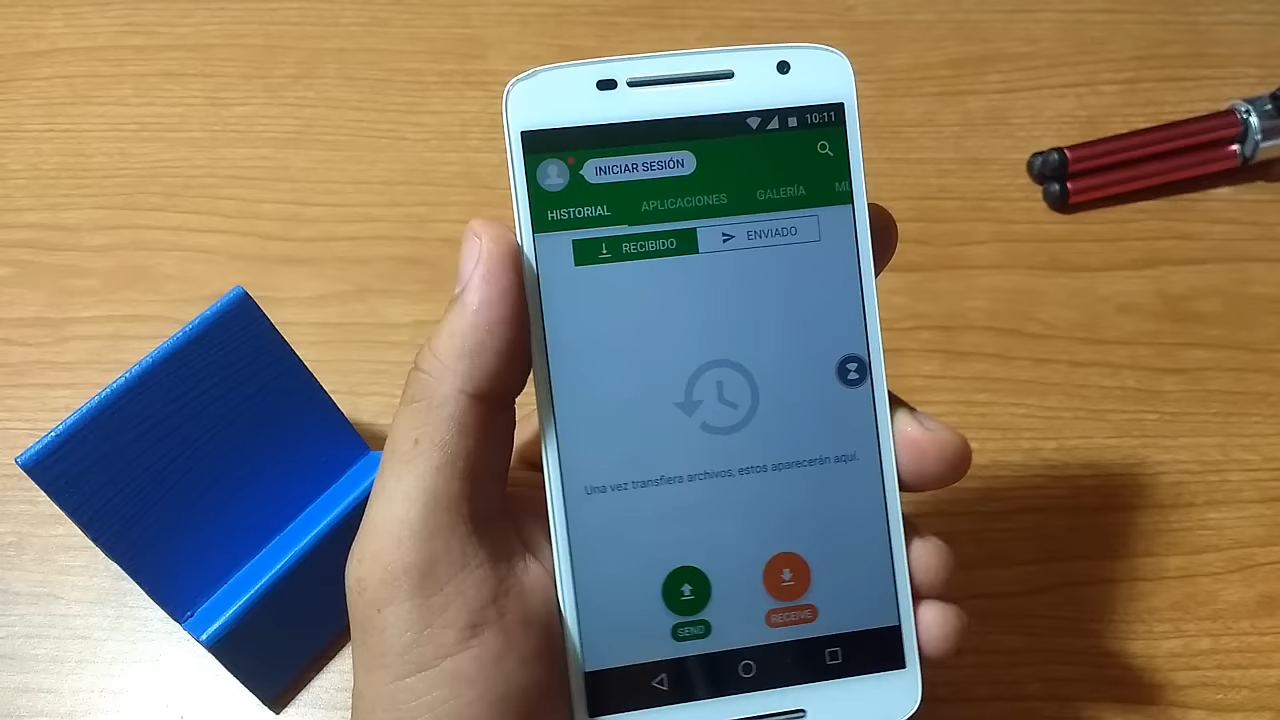 10:11
INICIAR SESIÓN
HISTORIAL APLICACIONES GALERÍA
RECIBIDO ENVIADO
Una vez transfiera archivos, estos aparecerán aquí.
SEND RECEIVE